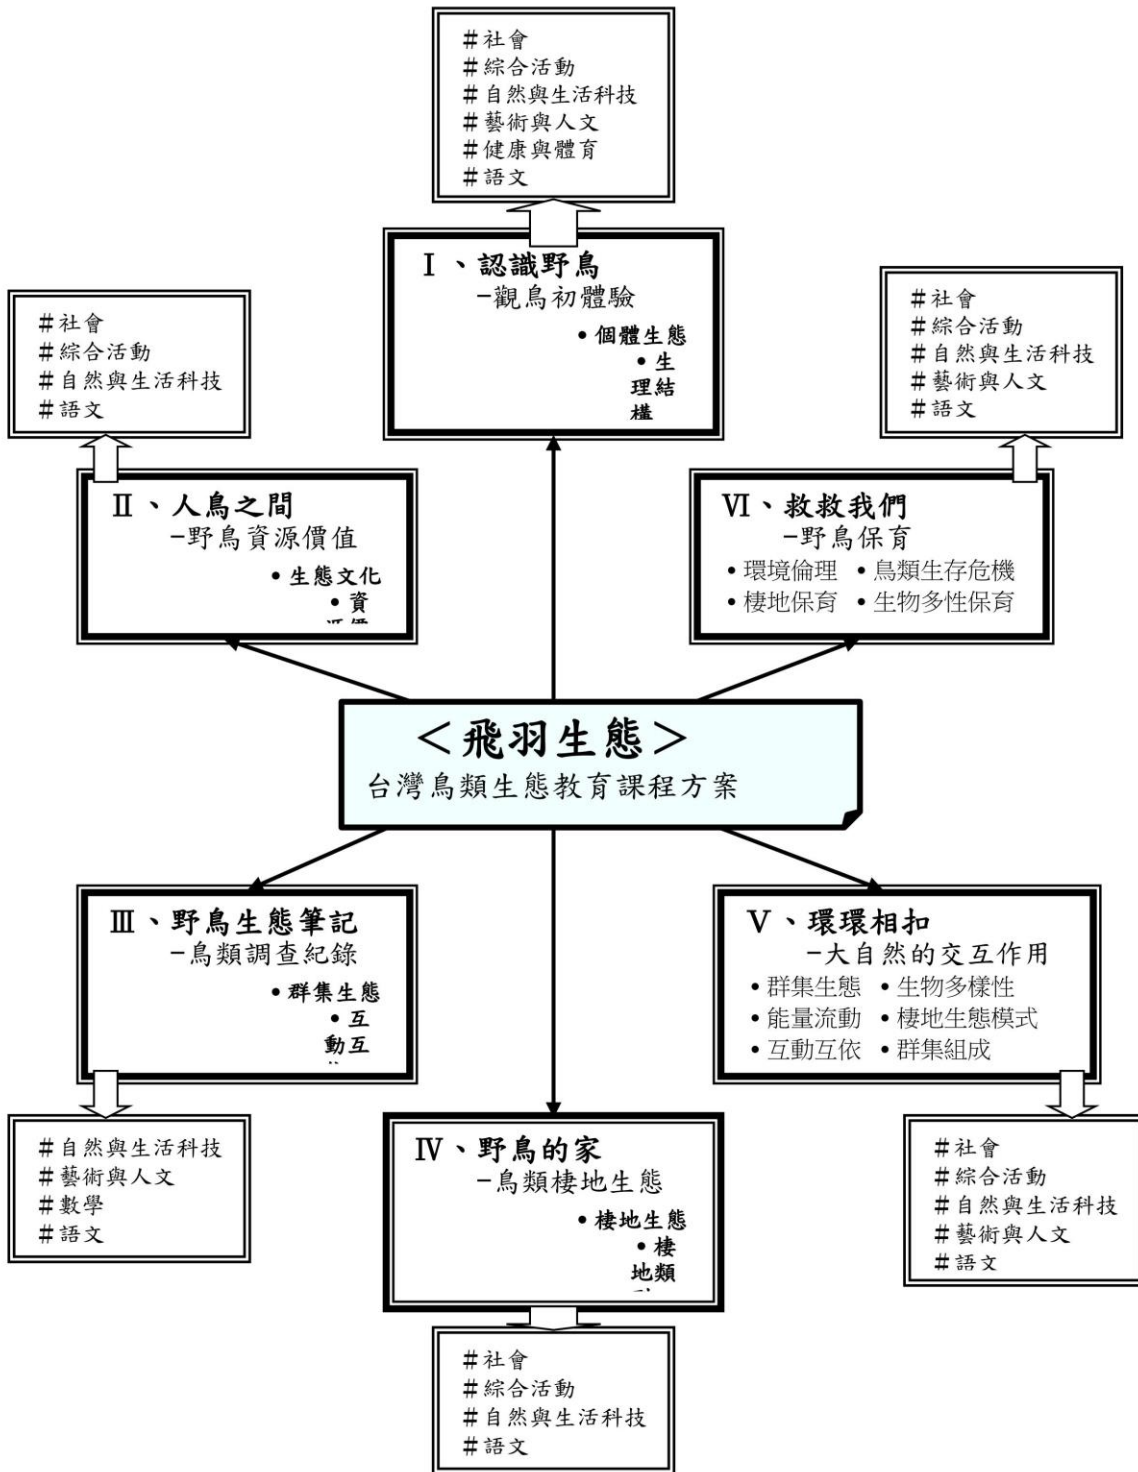 #社會
#綜合活動
#自然與生活科技
#藝術與人文
#健康與體育
#語文
Ⅰ、認識野鳥
－觀鳥初體驗
• 個體生態
• 生
理結
構
#社會
#綜合活動
#自然與生活科技
#語文
Ⅱ、人鳥之間
－野鳥資源價值
• 生態文化
• 資
源價
#社會
#綜合活動
#自然與生活科技
#藝術與人文
#語文
Ⅵ、救救我們
－野鳥保育
• 環境倫理 • 鳥類生存危機
• 棲地保育 • 生物多性保育
＜飛羽生態＞
台灣鳥類生態教育課程方案
Ⅲ、野鳥生態筆記
－鳥類調查紀錄
• 群集生態
• 互
動互
#自然與生活科技
#藝術與人文
#數學
#語文
Ⅳ、野鳥的家
－鳥類棲地生態
• 棲地生態
• 棲
地類
#社會
#綜合活動
#自然與生活科技
#語文
Ⅴ、環環相扣
－大自然的交互作用
• 群集生態 • 生物多樣性
• 能量流動 • 棲地生態模式
• 互動互依 • 群集組成
#社會
#綜合活動
#自然與生活科技
#藝術與人文
#語文